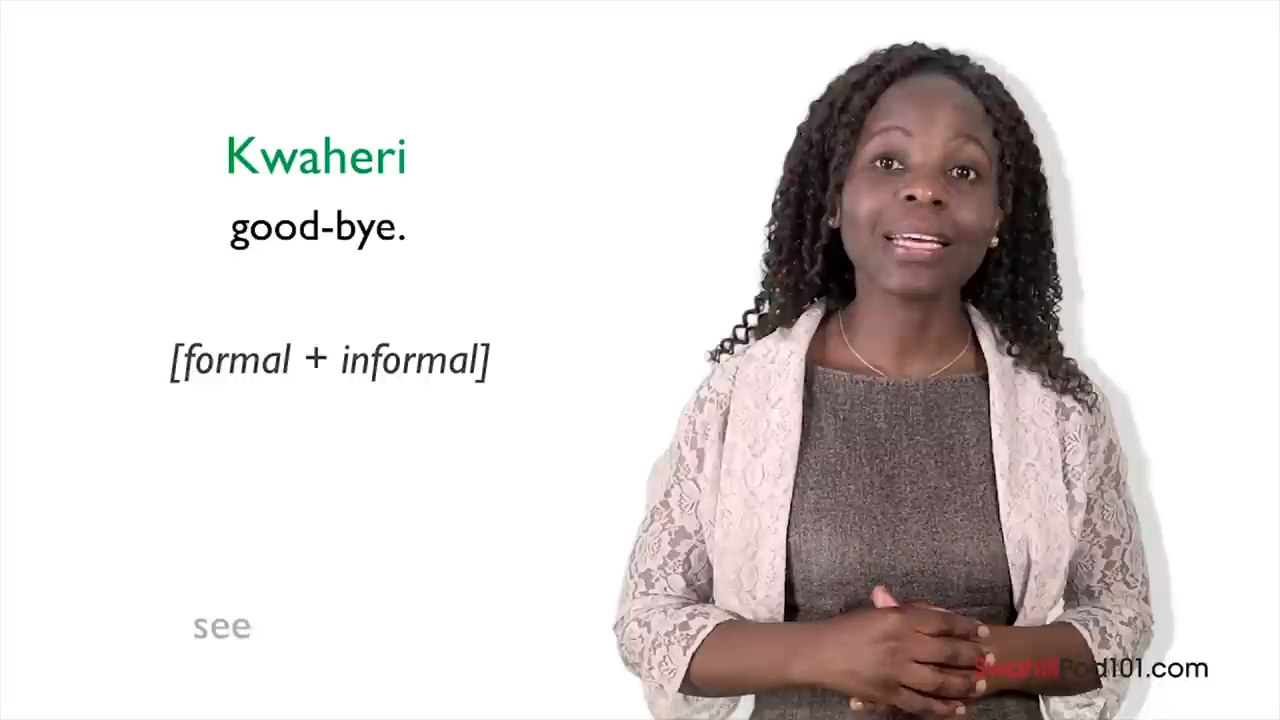 Kwaheri
good-bye.
[formal + informal]
see
SwahiliPod101.com